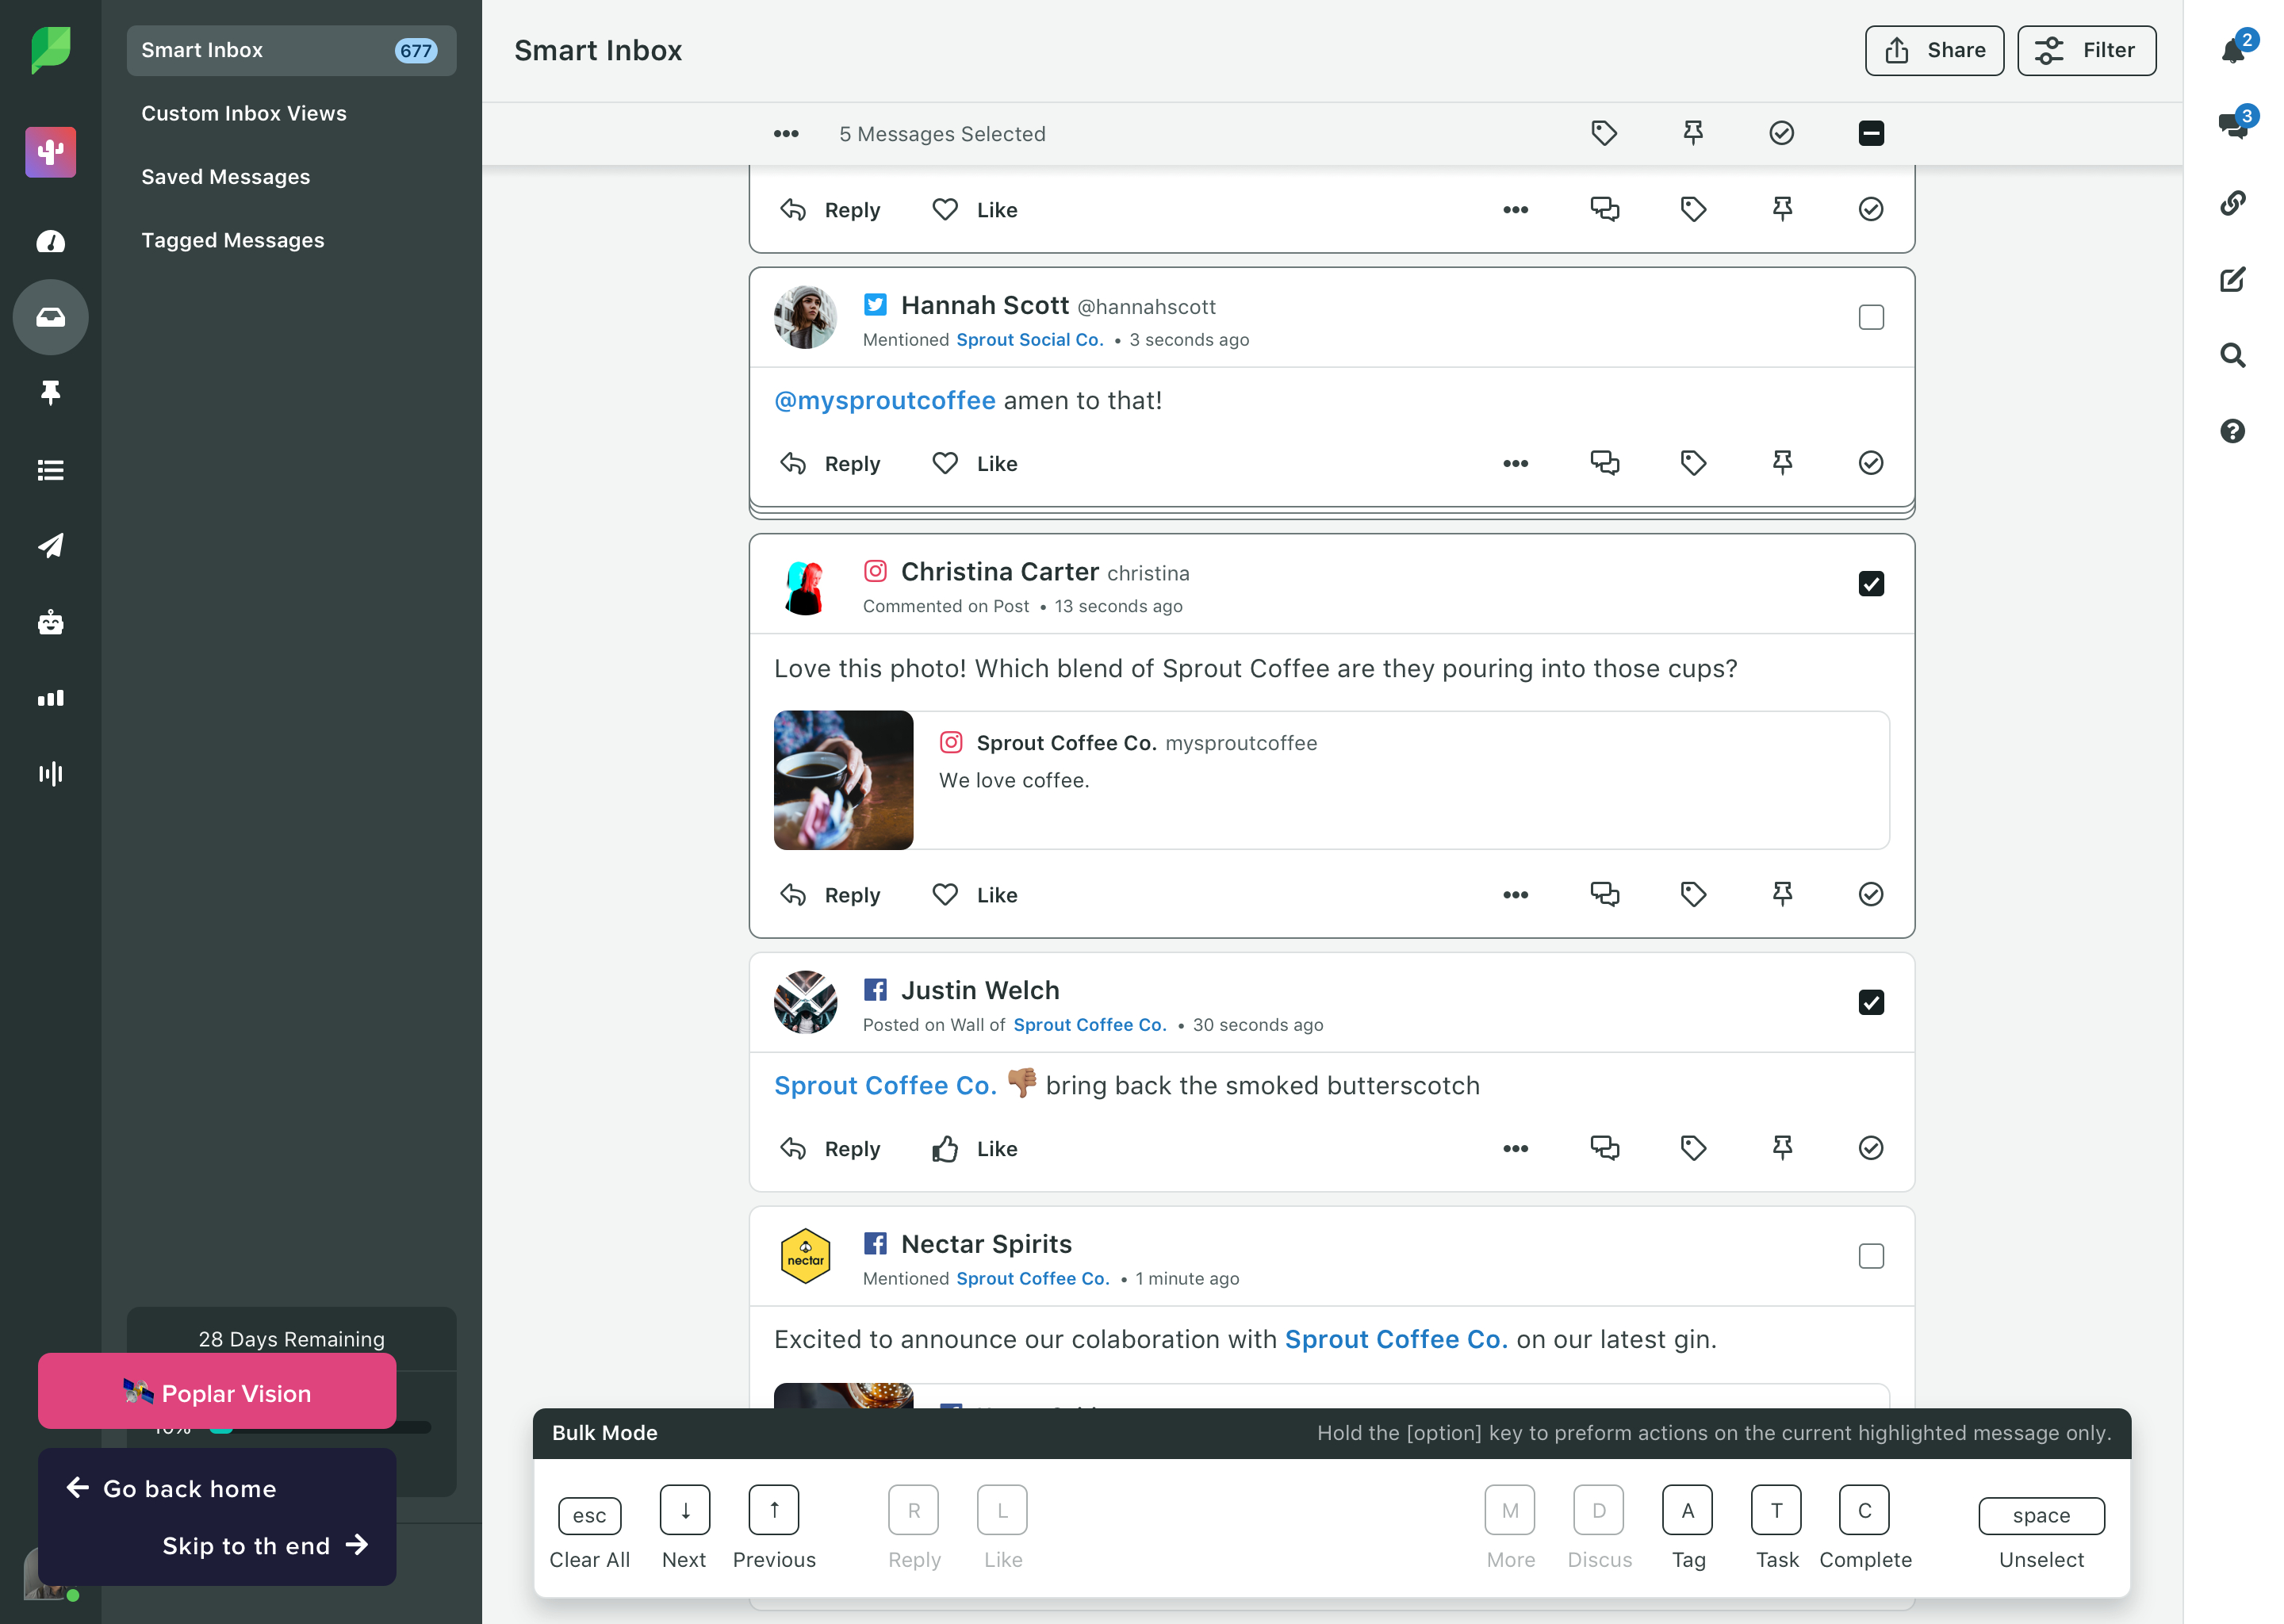 Smart Inbox 677
Custom Inbox Views
Saved Messages
Tagged Messages
28 Days Remaining
Poplar Vision
Go back home
Skip to th end
Smart Inbox
Share
Filter
2
3
5 Messages Selected
Reply Like
Hannah Scott @hannahscott
Mentioned Sprout Social Co. • 3 seconds ago
@mysproutcoffee amen to that!
Reply Like
Christina Carter christina
Commented on Post • 13 seconds ago
Love this photo! Which blend of Sprout Coffee are they pouring into those cups?
Sprout Coffee Co. mysproutcoffee
We love coffee.
Reply Like
Justin Welch
Posted on Wall of Sprout Coffee Co. • 30 seconds ago
Sprout Coffee Co. 👎🏽 bring back the smoked butterscotch
Reply Like
nectar
Nectar Spirits
Mentioned Sprout Coffee Co. • 1 minute ago
Excited to announce our colaboration with Sprout Coffee Co. on our latest gin.
Bulk Mode
Hold the [option] key to preform actions on the current highlighted message only.
esc ↓ ↑ R L M D A T C space
Clear All Next Previous Reply Like More Discus Tag Task Complete Unselect